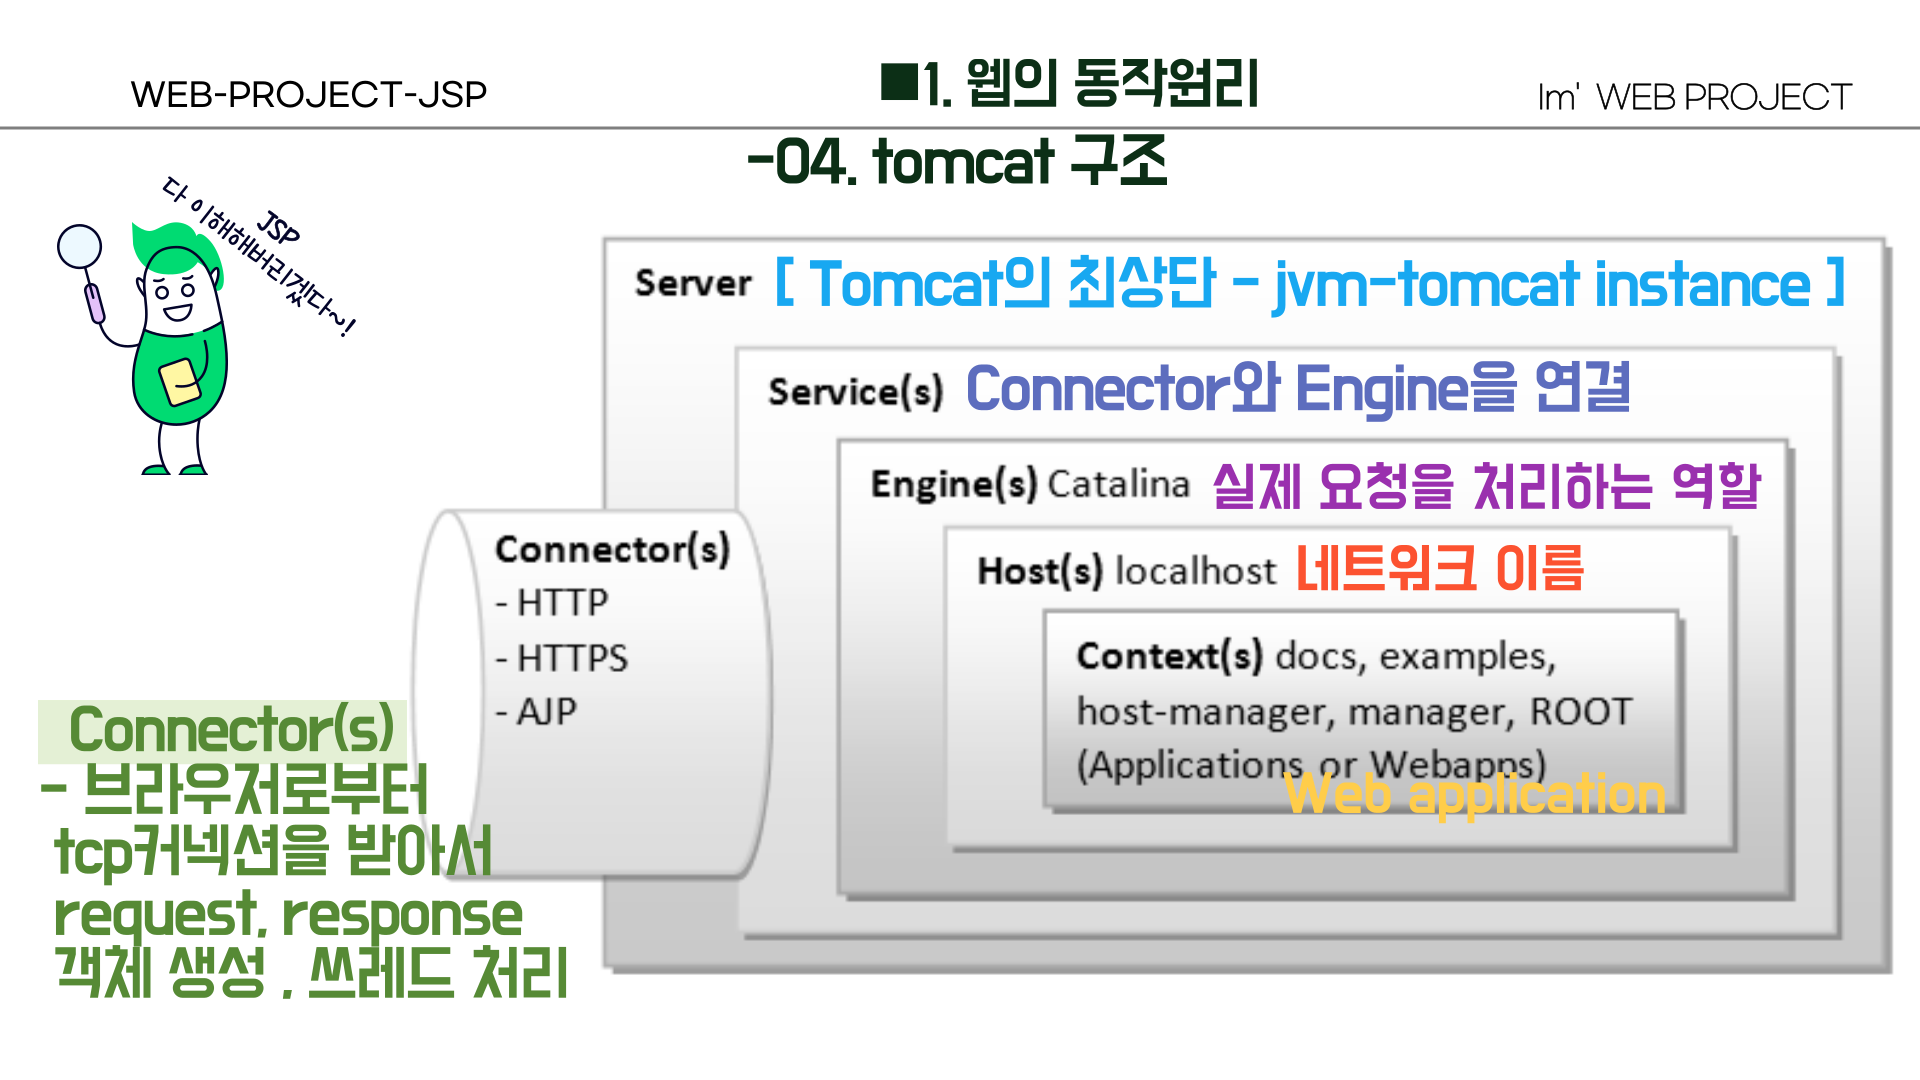 WEB-PROJECT-JSP
■1. 웹의 동작원리
Im' WEB PROJECT
-04. tomcat 구조
JSP
다 이해해버리겠다~!
Server [ Tomcat의 최상단 - jvm-tomcat instance ]
Service(s) Connector와 Engine을 연결
Engine(s) Catalina 실제 요청을 처리하는 역할
Host(s) localhost 네트워크 이름
Context(s) docs, examples,
host-manager, manager, ROOT
(Applications or Webapps)
Web application
Connector(s)
- HTTP
- HTTPS
- AJP
Connector(s)
- 브라우저로부터
tcp커넥션을 받아서
request, response
객체 생성 , 쓰레드 처리